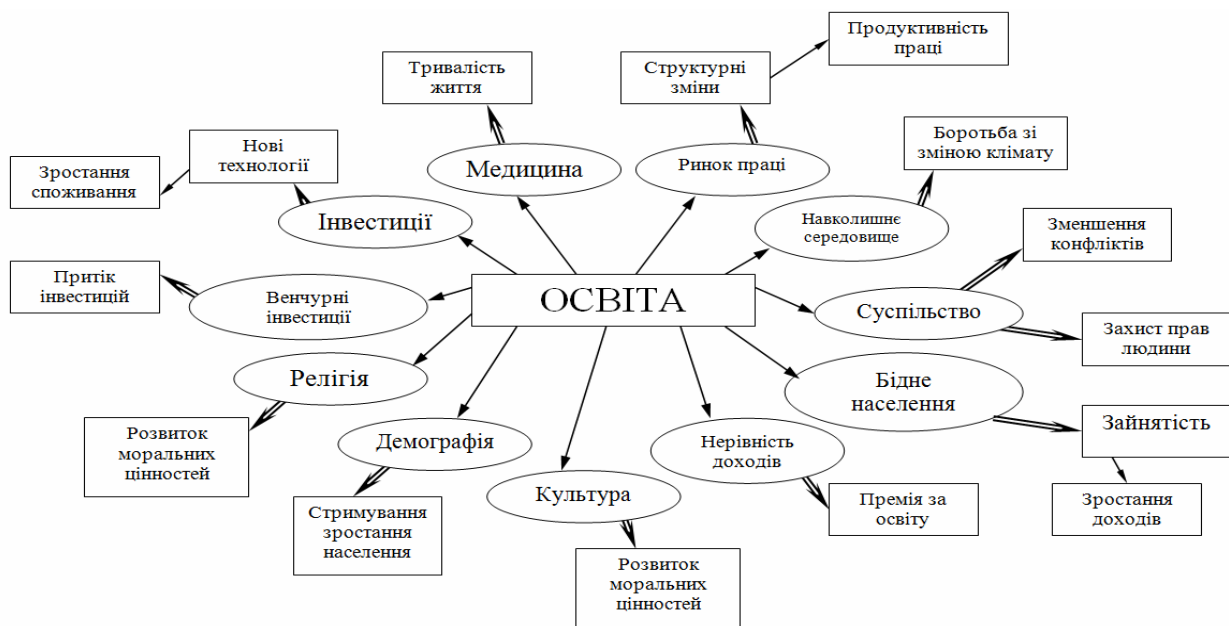 Продуктивність
праці
Тривалість
життя
Структурні
зміни
Нові
технології
Боротьба зі
зміною клімату
Зростання
споживання
Медицина
Ринок праці
Інвестиції
Навколишнє
середовище
Зменшення
конфліктів
Притік
інвестицій
Венчурні
інвестиції
ОСВІТА
Суспільство
Захист прав
людини
Релігія
Бідне
населення
Розвиток
моральних
цінностей
Демографія
Нерівність
доходів
Зайнятість
Культура
Стримування
зростання
населення
Премія за
освіту
Зростання
доходів
Розвиток
моральних
цінностей